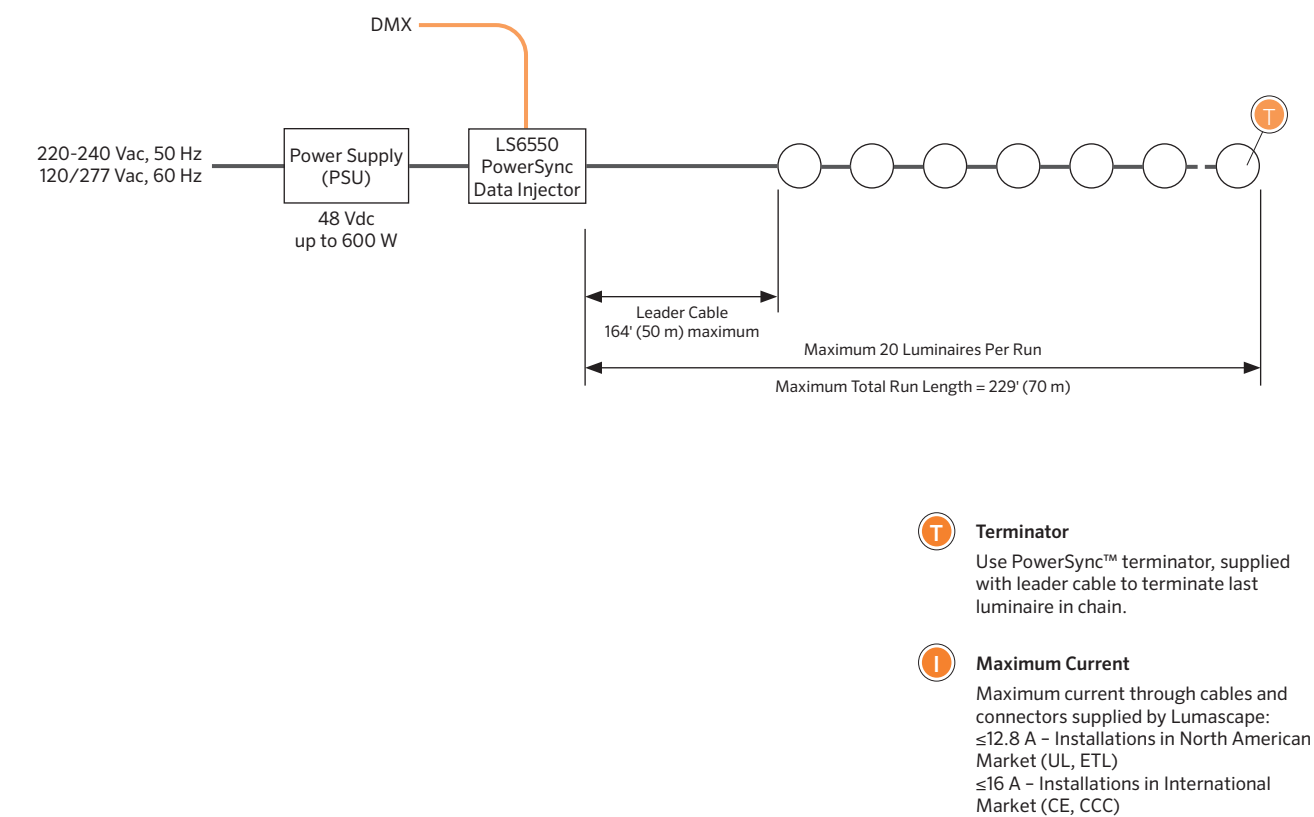 DMX
T
220-240 Vac, 50 Hz
120/277 Vac, 60 Hz
Power Supply
(PSU)
48 Vdc
up to 600 W
LS6550
PowerSync
Data Injector
Leader Cable
164' (50 m) maximum
Maximum 20 Luminaires Per Run
Maximum Total Run Length = 229' (70 m)
T
Terminator
Use PowerSync™ terminator, supplied
with leader cable to terminate last
luminaire in chain.
I
Maximum Current
Maximum current through cables and
connectors supplied by Lumascape:
≤12.8 A – Installations in North American
Market (UL, ETL)
≤16 A – Installations in International
Market (CE, CCC)